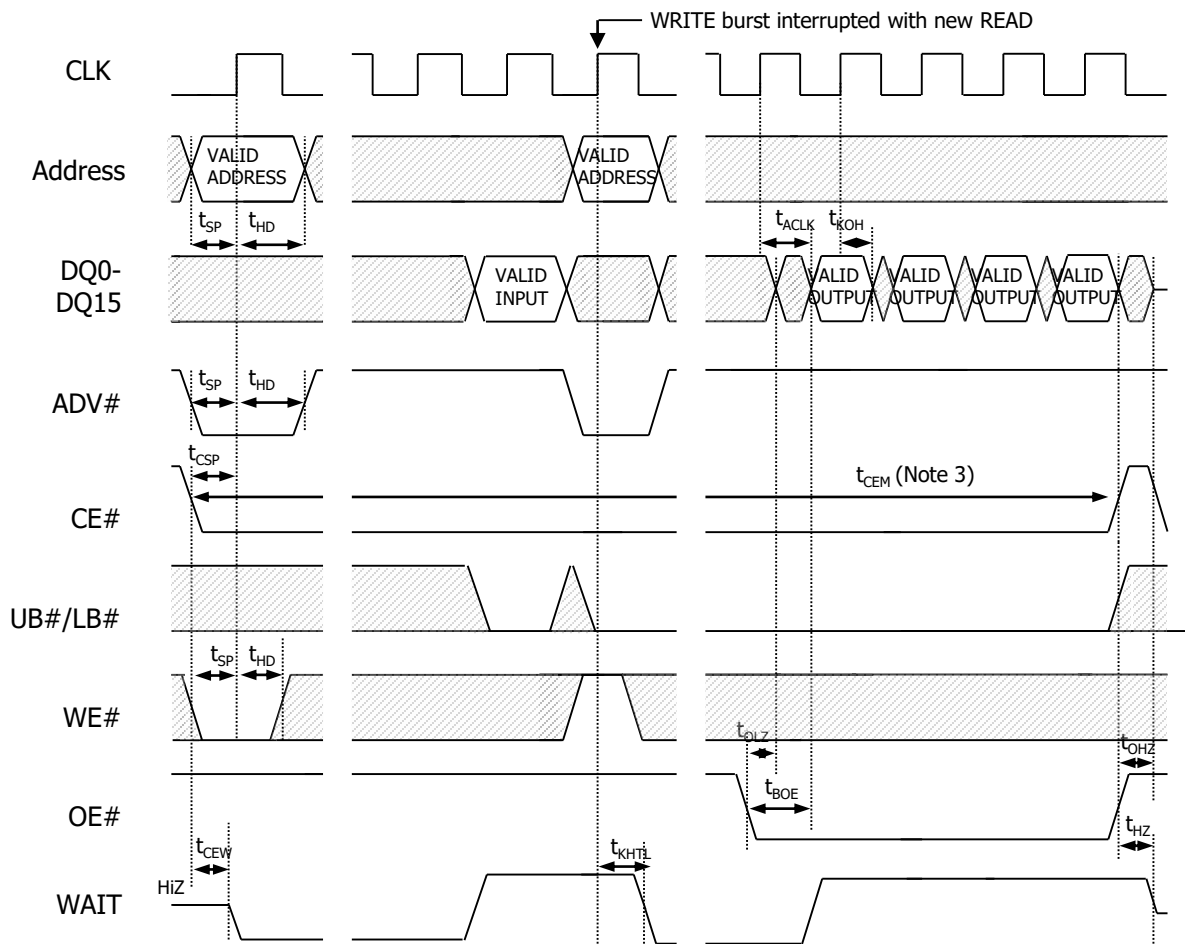 WRITE burst interrupted with new READ
CLK
Address
VALID
ADDRESS
VALID
ADDRESS
tSP
tHD
tACLK
tKOH
DQ0-
DQ15
VALID
INPUT
VALID
OUTPUT
VALID
OUTPUT
VALID
OUTPUT
VALID
OUTPUT
ADV#
tSP
tHD
tCSP
CE#
tCEM (Note 3)
UB#/LB#
tSP
tHD
WE#
tOLZ
tOHZ
OE#
tBOE
tCEW
tKHTL
tHZ
HiZ
WAIT